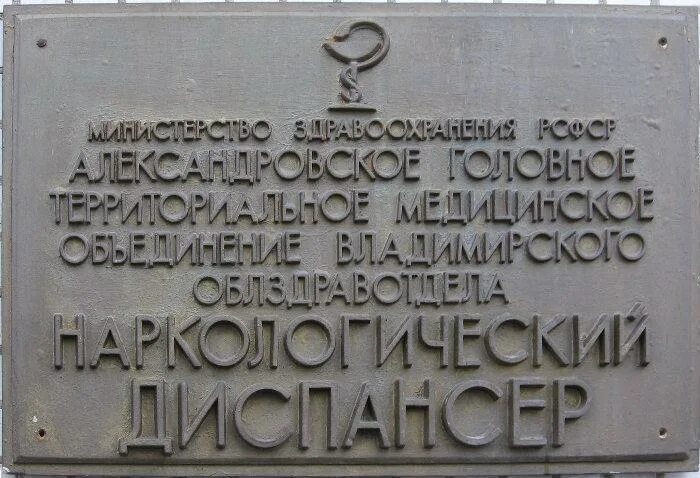 МИНИСТЕРСТВО ЗДРАВООХРАНЕНИЯ РСФСР
АЛЕКСАНДРОВСКОЕ ГОЛОВНОЕ
ТЕРРИТОРИАЛЬНОЕ МЕДИЦИНСКОЕ
ОБЪЕДИНЕНИЕ ВЛАДИМИРСКОГО
ОБЛЗДРАВОТДЕЛА
НАРКОЛОГИЧЕСКИЙ
ДИСПАНСЕР